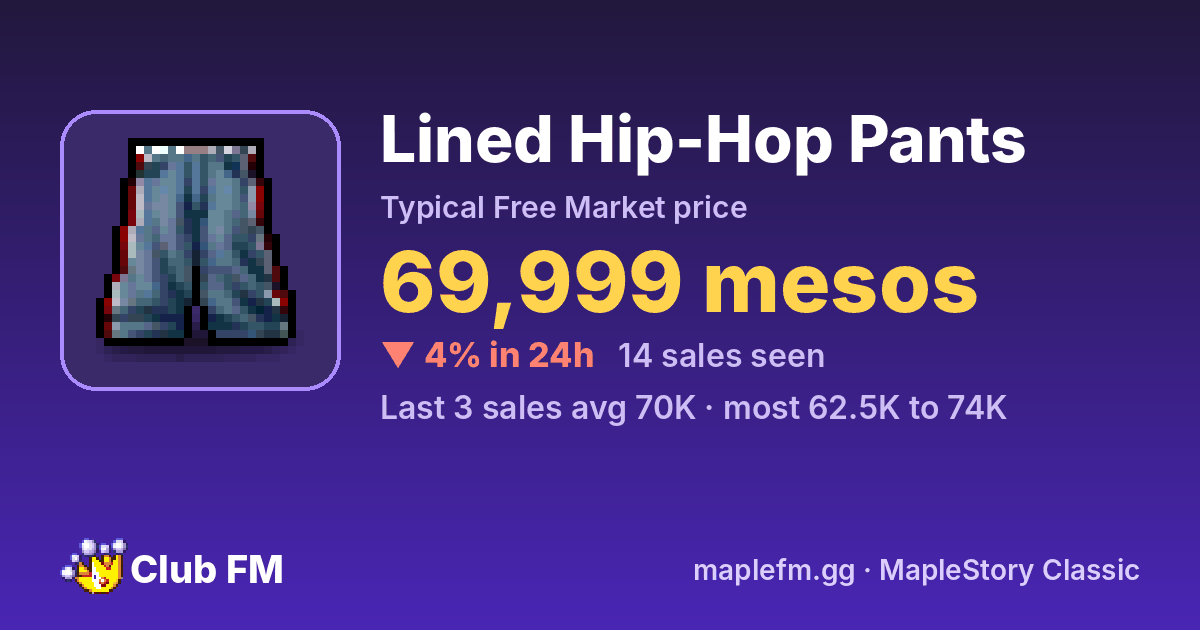 Lined Hip-Hop Pants
Typical Free Market price
69,999 mesos
▼ 4% in 24h 14 sales seen
Last 3 sales avg 70K · most 62.5K to 74K
Club FM
maplefm.gg · MapleStory Classic